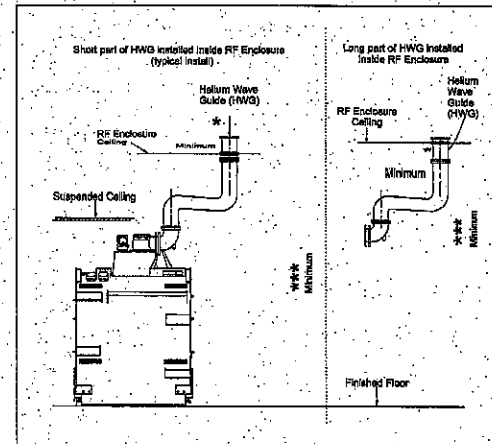 Short part of HWG Installed Inside RF Enclosure
(typical install)
Helium Wave
Guide (HWG)
*
RF Enclosure
Ceiling
Minimum
Suspended Ceiling
***
Minimum
Long part of HWG Installed
Inside RF Enclosure
Helium
Wave
Guide
(HWG)
RF Enclosure
Ceiling
*
Minimum
***
Minimum
Finished Floor